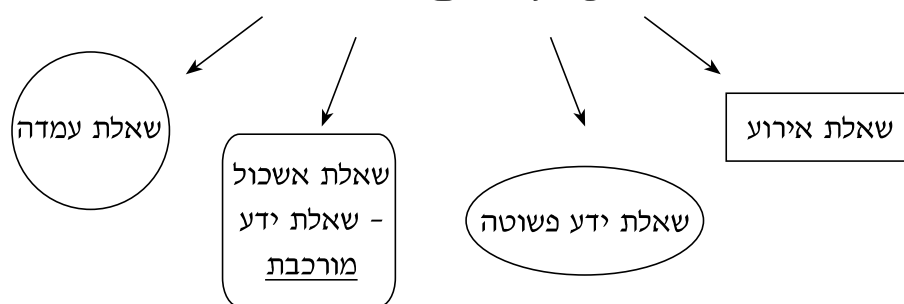 שאלת אירוע
שאלת ידע פשוטה
שאלת אשכול
- שאלת ידע
מורכבת
שאלת עמדה